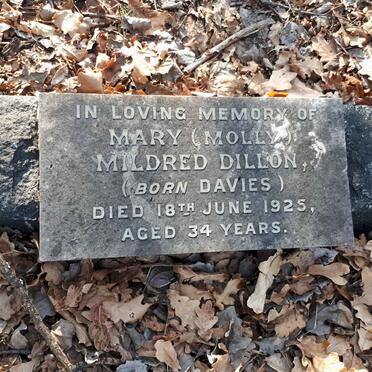 IN LOVING MEMORY OF
MARY (MOLLY)
MILDRED DILLON,
(BORN DAVIES)
DIED 18TH JUNE 1925,
AGED 34 YEARS.